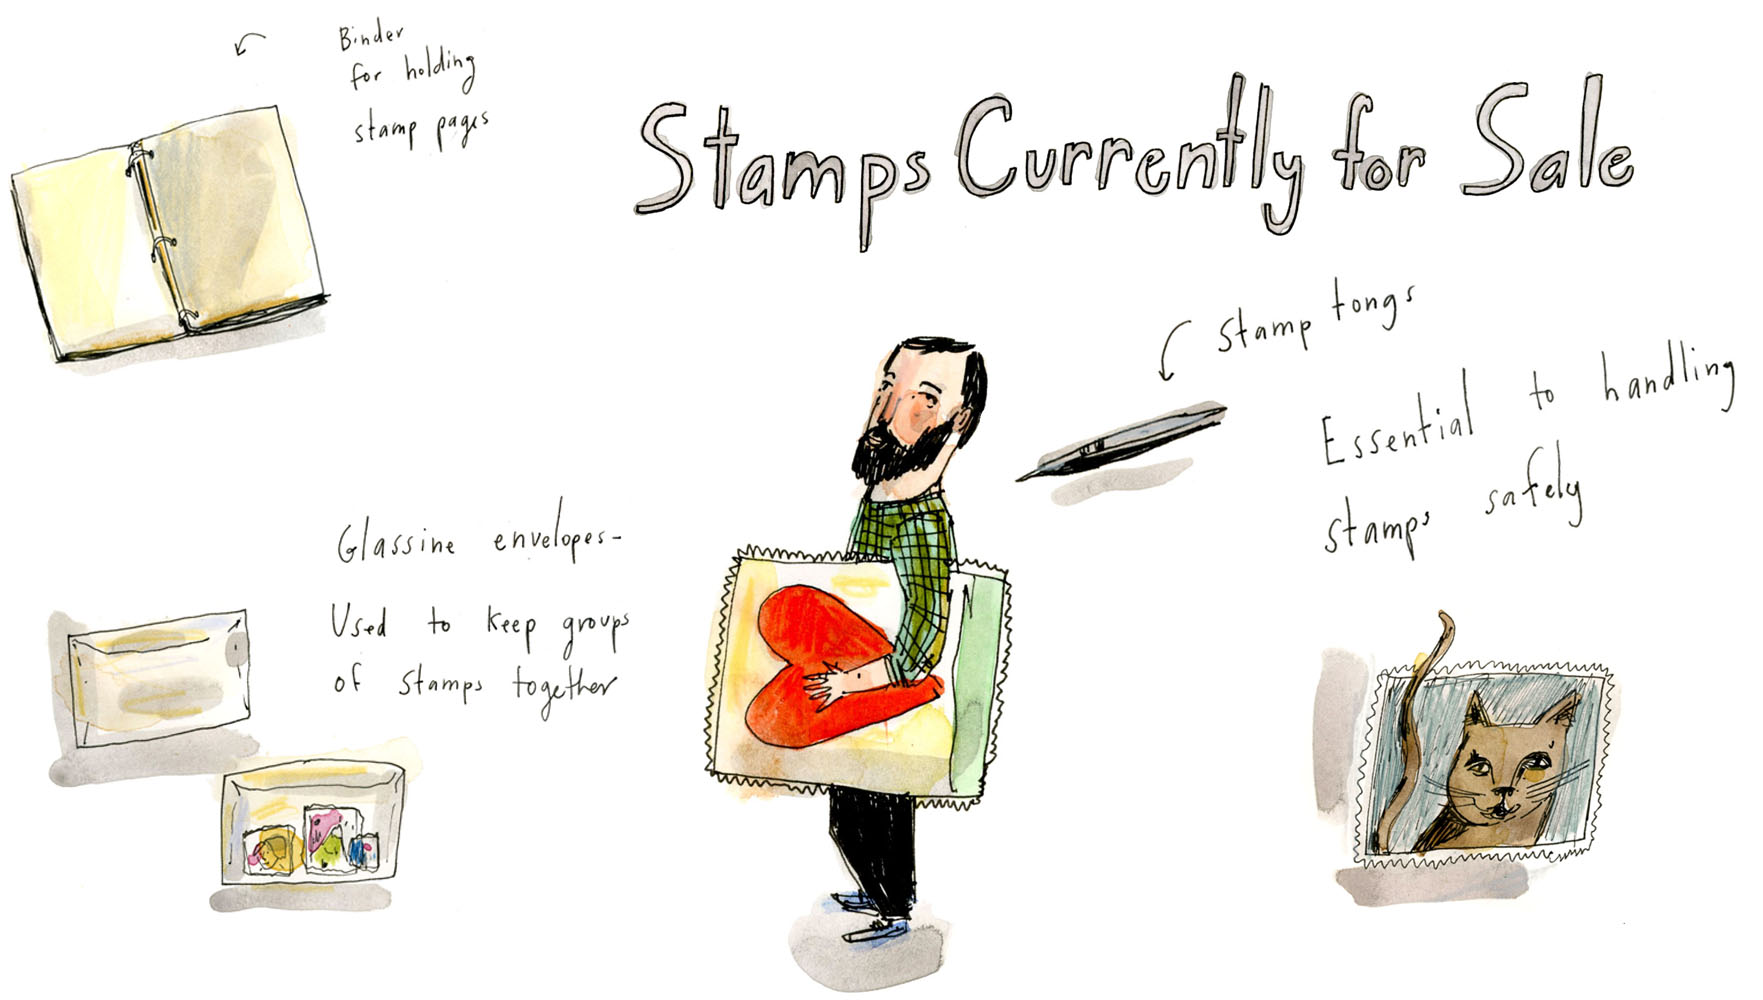 Binder
for holding
stamp pages
Stamps Currently for Sale
Stamp tongs
Essential to handling
stamps safely
Glassine envelopes-
Used to keep groups
of stamps together